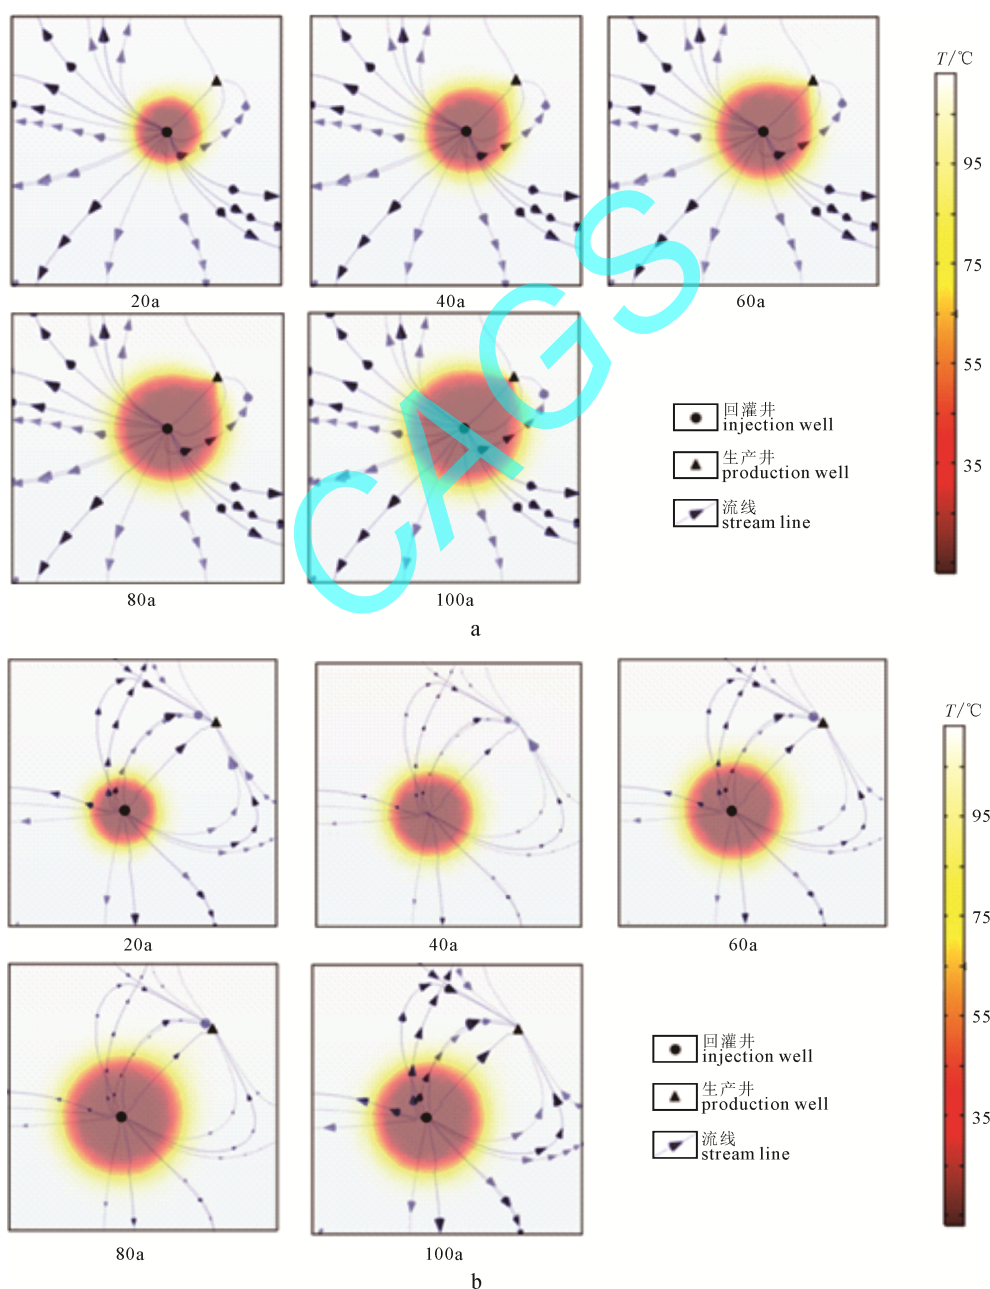 T/℃
95
75
55
35
20a
40a
60a
回灌井
injection well
生产井
production well
流线
stream line
80a
100a
a
CAGS
T/℃
95
75
55
35
20a
40a
60a
回灌井
injection well
生产井
production well
流线
stream line
80a
100a
b